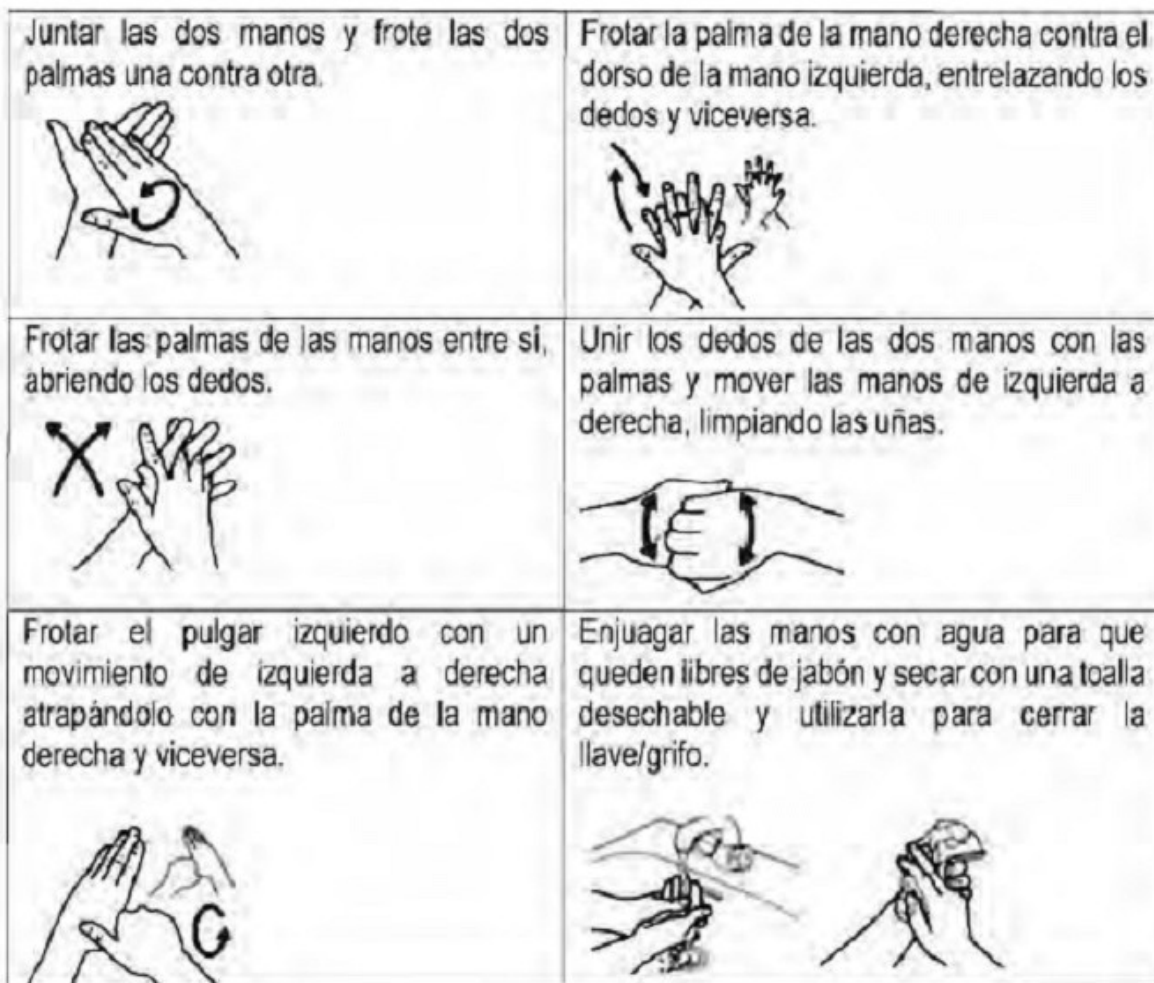 Juntar las dos manos y frote las dos
palmas una contra otra.
Frotar la palma de la mano derecha contra el
dorso de la mano izquierda, entrelazando los
dedos y viceversa.
Frotar las palmas de las manos entre si,
abriendo los dedos.
Unir los dedos de las dos manos con las
palmas y mover las manos de izquierda a
derecha, limpiando las uñas.
Frotar el pulgar izquierdo con un
movimiento de izquierda a derecha
atrapándolo con la palma de la mano
derecha y viceversa.
Enjuagar las manos con agua para que
queden libres de jabón y secar con una toalla
desechable y utilizarla para cerrar la
llave/grifo.